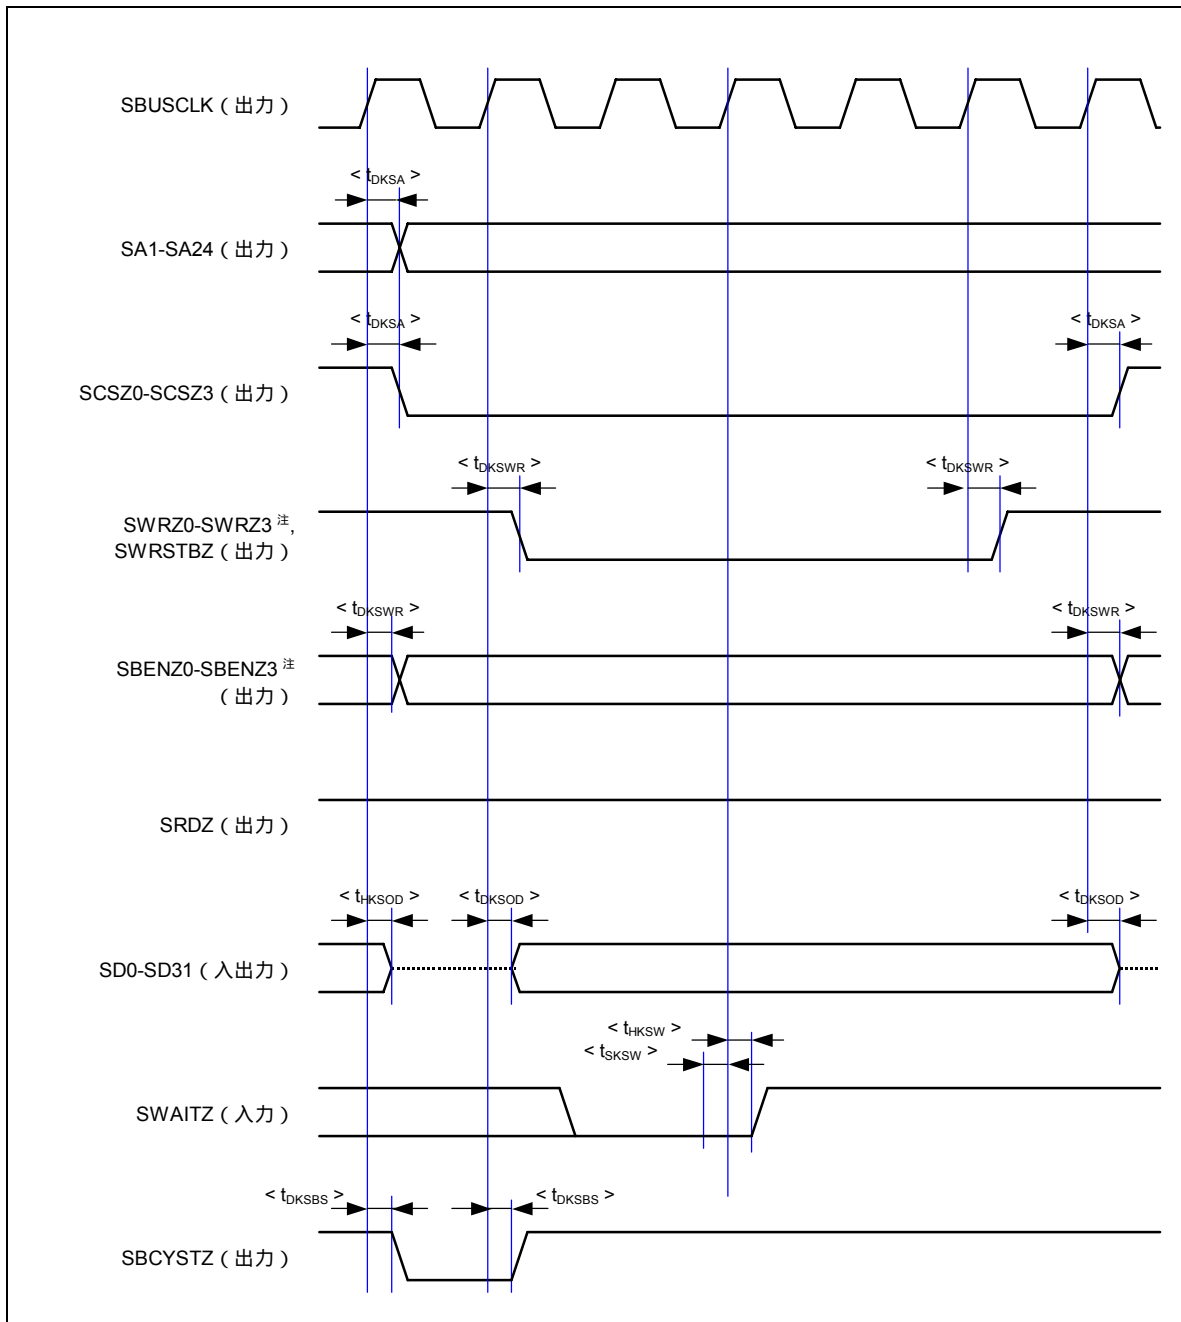 SBUSCLK（出力）
< tDKSA >
SA1-SA24（出力）
< tDKSA >
< tDKSA >
SCSZ0-SCSZ3（出力）
< tDKSWR >
< tDKSWR >
SWRZ0-SWRZ3 注,
SWRSTBZ（出力）
< tDKSWR >
< tDKSWR >
SBENZ0-SBENZ3 注
（出力）
SRDZ（出力）
< tHKSOD >
< tDKSOD >
< tDKSOD >
SD0-SD31（入出力）
< tHKSW >
< tSKSW >
SWAITZ（入力）
< tDKSBS >
< tDKSBS >
SBCYSTZ（出力）